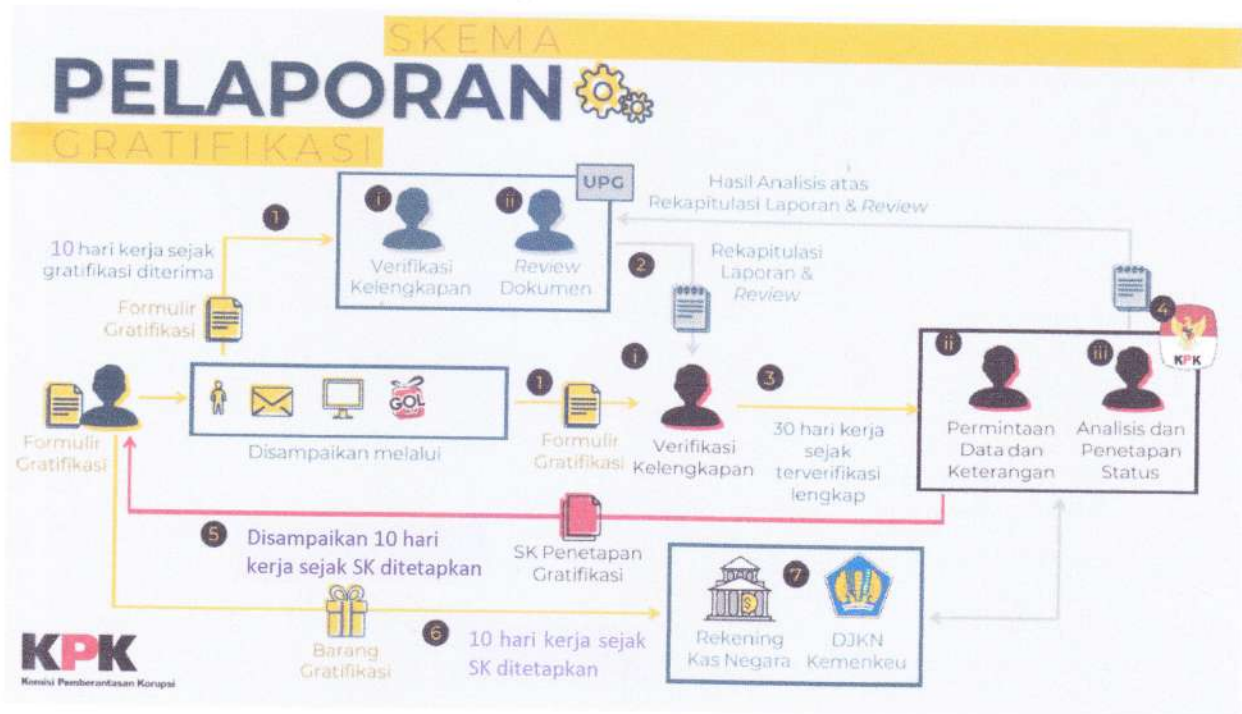 SKEMA
PELAPORAN
GRATIFIKASI
UPG
i
ii
Verifikasi
Kelengkapan
Review
Dokumen
Hasil Analisis atas
Rekapitulasi Laporan & Review
1
10 hari kerja sejak
gratifikasi diterima
Formulir
Gratifikasi
2
Rekapitulasi
Laporan &
Review
4
KPK
Formulir
Gratifikasi
GOL
Disampaikan melalui
1
Formulir
Gratifikasi
i
Verifikasi
Kelengkapan
3
30 hari kerja
sejak
terverifikasi
lengkap
ii
Permintaan
Data dan
Keterangan
iii
Analisis dan
Penetapan
Status
5
Disampaikan 10 hari
kerja sejak SK ditetapkan
SK Penetapan
Gratifikasi
Barang
Gratifikasi
6
10 hari kerja sejak
SK ditetapkan
7
Rekening
Kas Negara
DJKN
Kemenkeu
KPK
Komisi Pemberantasan Korupsi